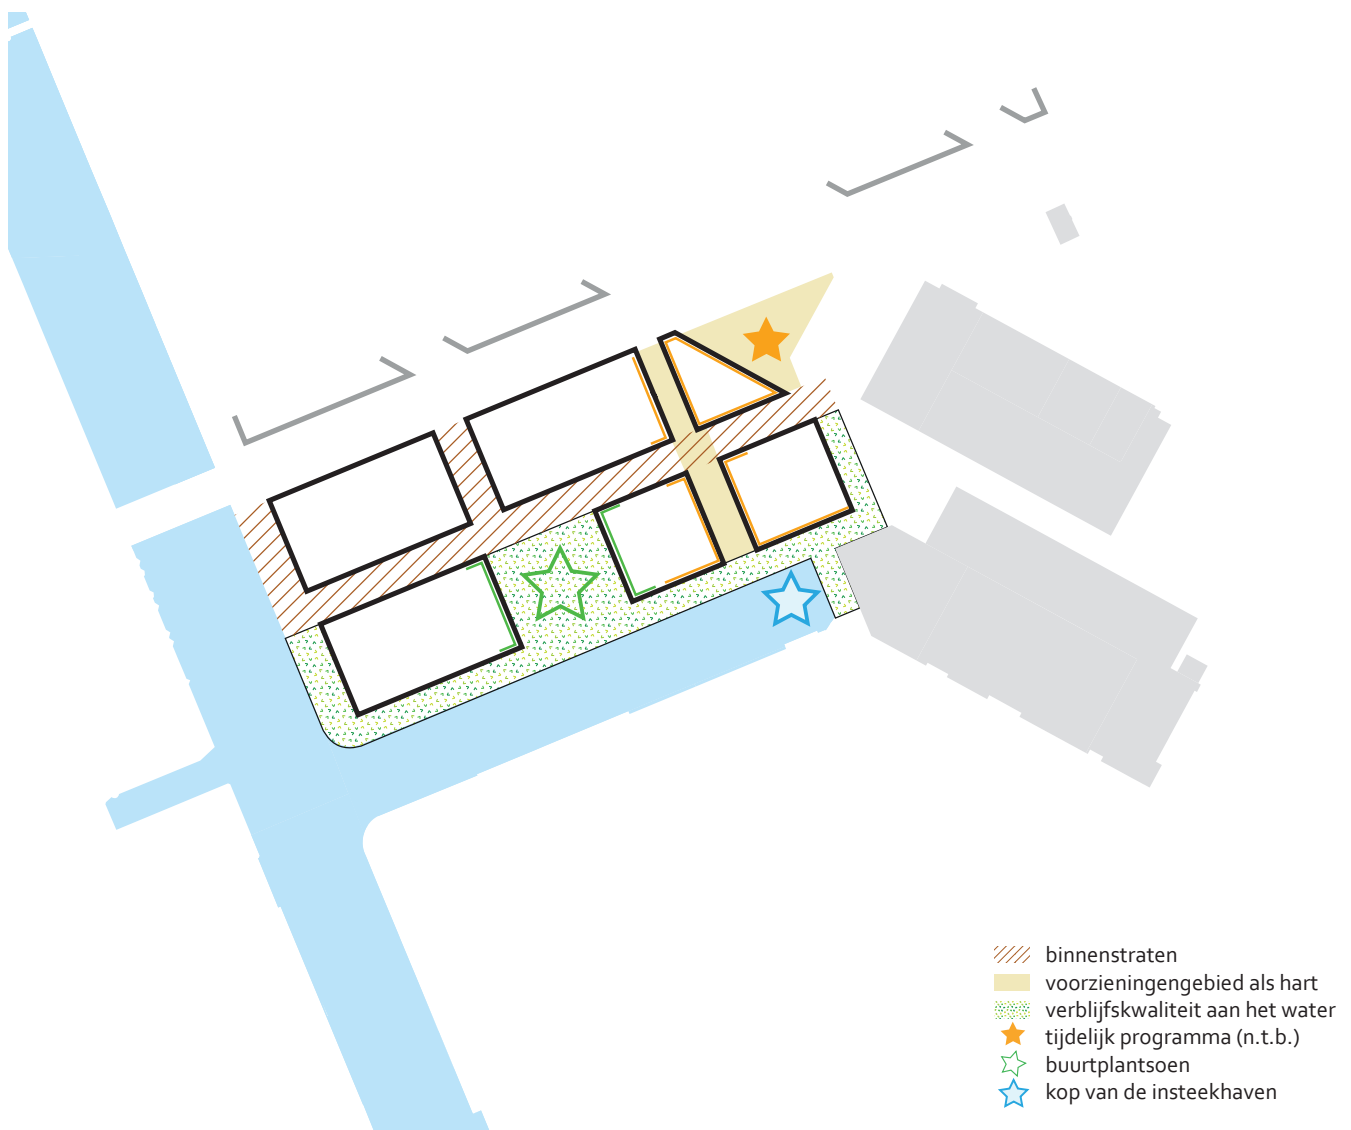 binnenstraten
voorzieningengebied als hart
verblijfskwaliteit aan het water
tijdelijk programma (n.t.b.)
buurtplantsoen
kop van de insteekhaven